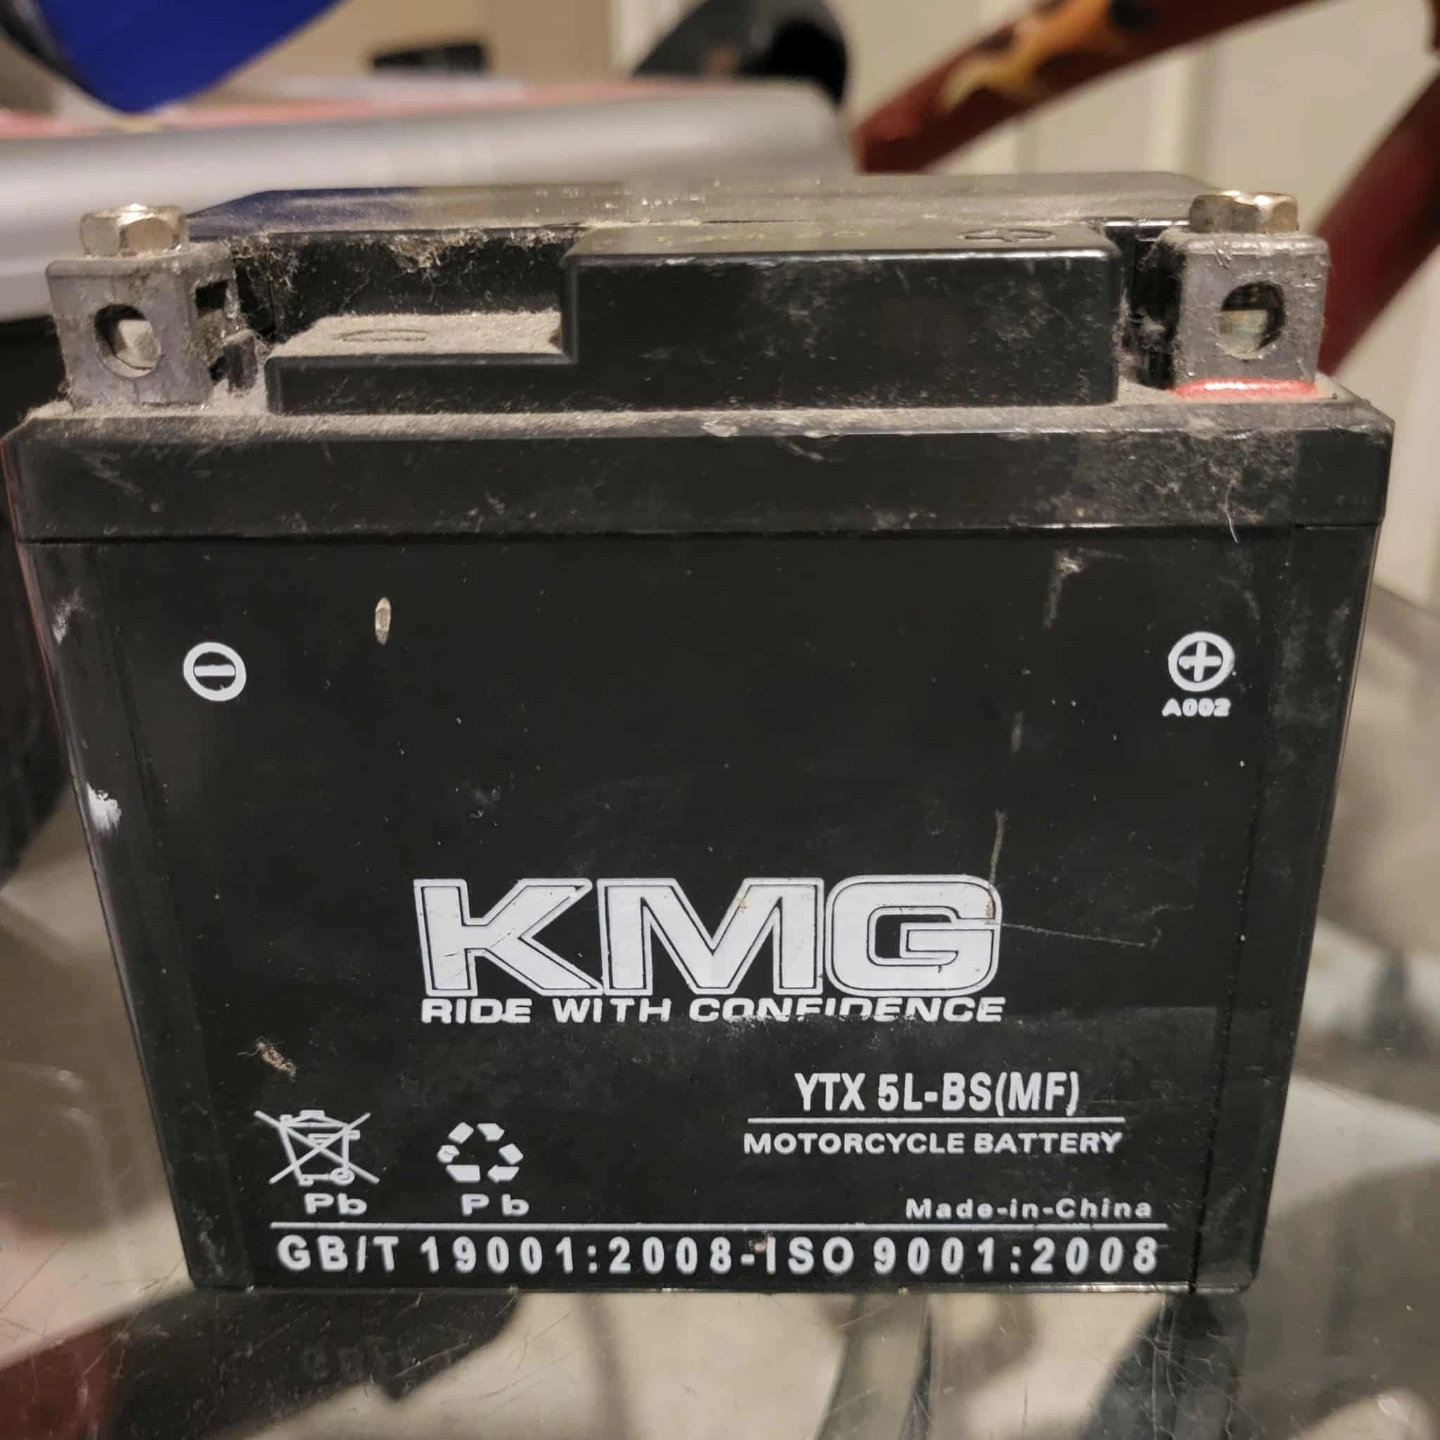 A002
KMG
RIDE WITH CONFIDENCE
YTX 5L-BS(MF)
MOTORCYCLE BATTERY
Pb
Pb
Made-in-China
GB/T 19001:2008-ISO 9001:2008